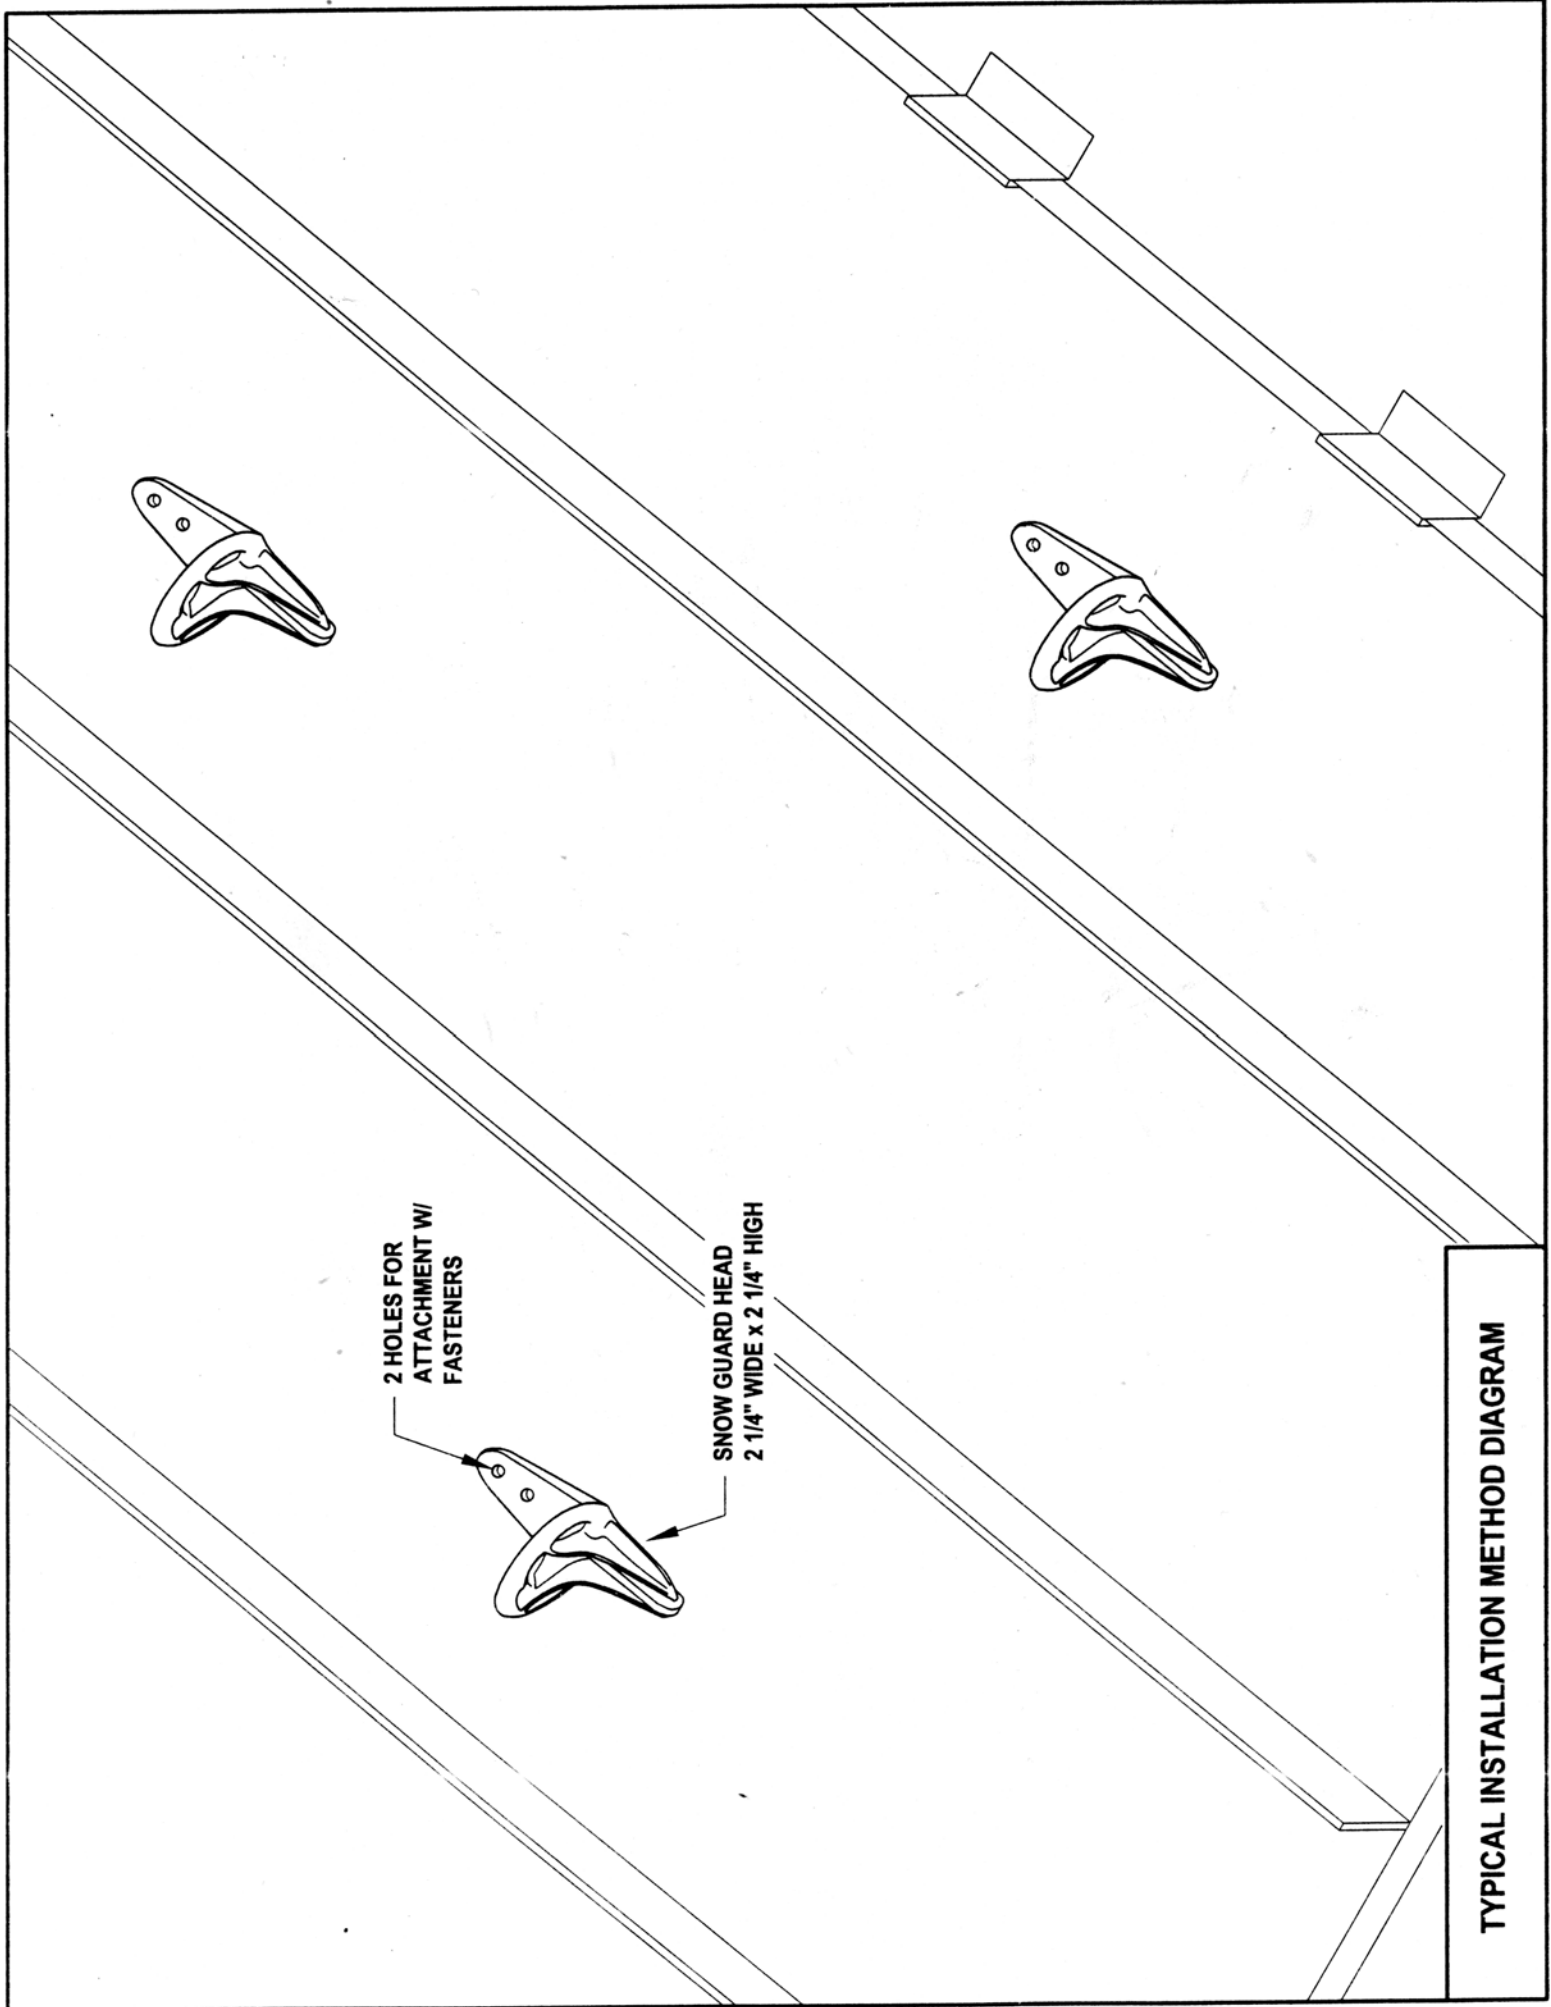 2 HOLES FOR
ATTACHMENT W/
FASTENERS
SNOW GUARD HEAD
2 1/4" WIDE x 2 1/4" HIGH
TYPICAL INSTALLATION METHOD DIAGRAM